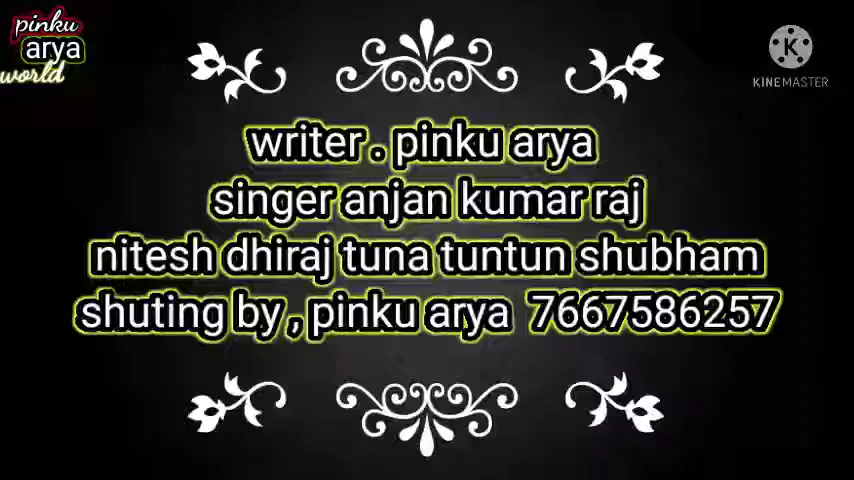 pinku
arya
world
KINEMASTER
writer . pinku arya
singer anjan kumar raj
nitesh dhiraj tuna tuntun shubham
shuting by , pinku arya 7667586257